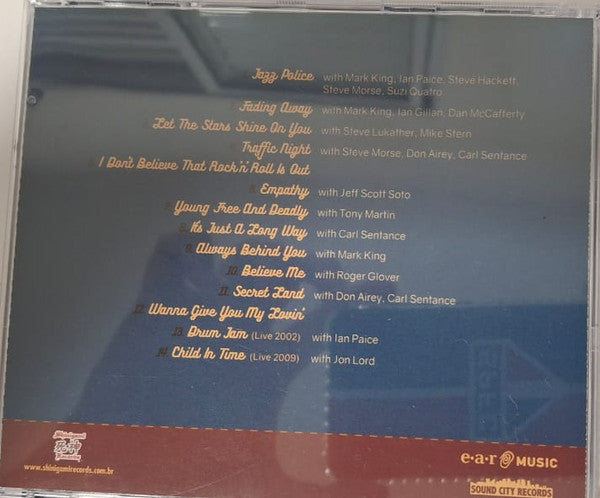 Jazz Police with Mark King, Ian Paice, Steve Hackett,
Steve Morse, Suzi Quatro
Fading Away with Mark King, Ian Gillan, Dan McCafferty
Let The Stars Shine On You with Steve Lukather, Mike Stern
Traffic Night with Steve Morse, Don Airey, Carl Sentance
I Don't Believe That Rock'n'Roll Is Out
6. Empathy with Jeff Scott Soto
7. Young Free And Deadly with Tony Martin
8. It's Just A Long Way with Carl Sentance
9. Always Behind You with Mark King
10. Believe Me with Roger Glover
11. Secret Land with Don Airey, Carl Sentance
12. Wanna Give You My Lovin'
13. Drum Jam (Live 2002) with Ian Paice
14. Child In Time (Live 2009) with Jon Lord
Shinigami
Records
www.shinigamirecords.com.br
e·a·r MUSIC
SOUND CITY RECORDS